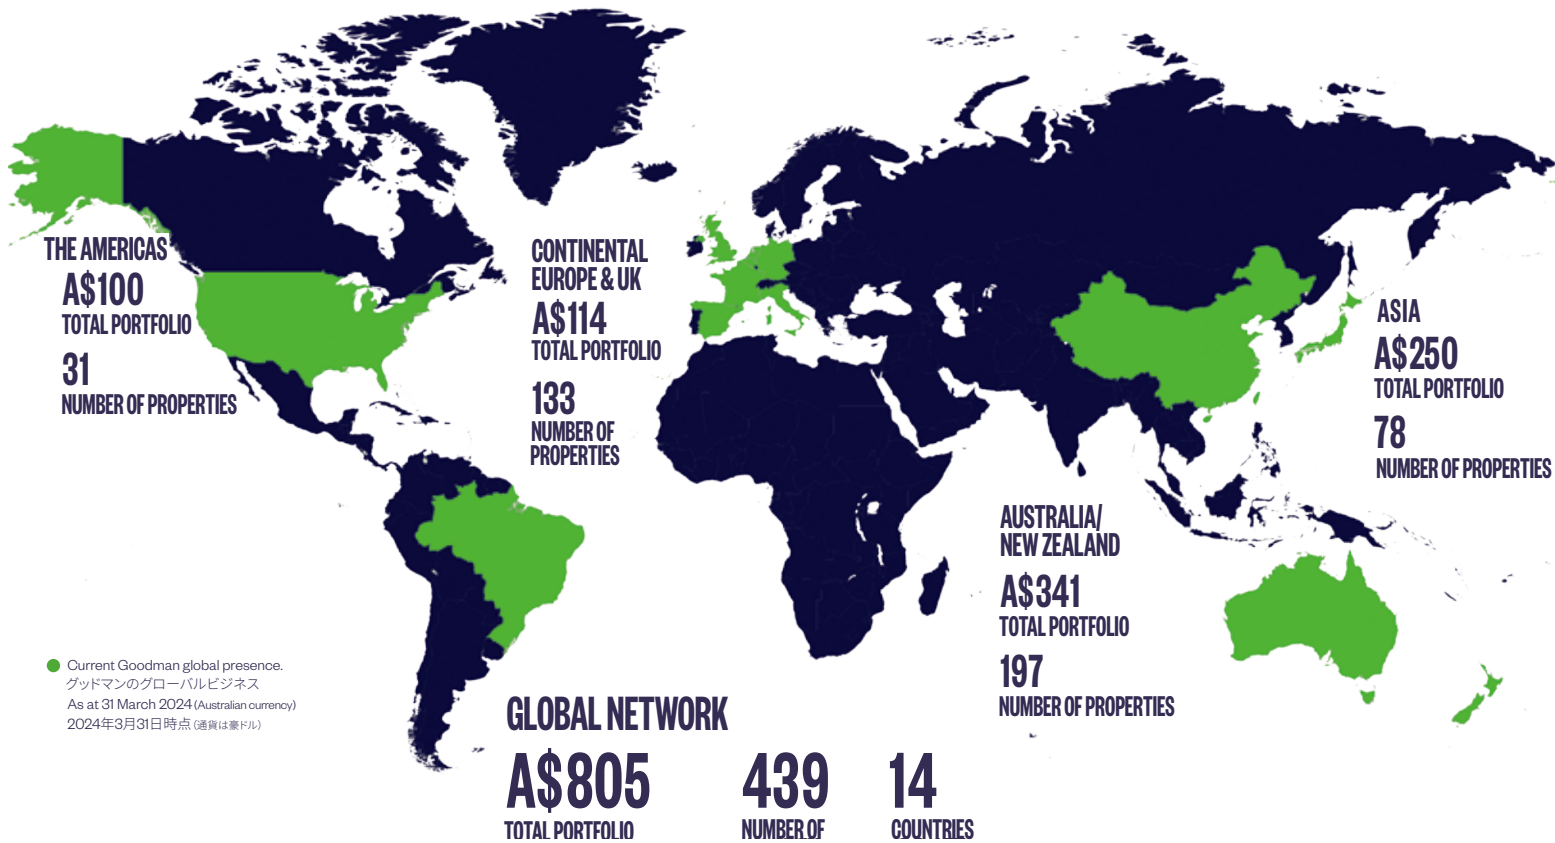 THE AMERICAS
A$100
TOTAL PORTFOLIO
31
NUMBER OF PROPERTIES
CONTINENTAL
EUROPE & UK
A$114
TOTAL PORTFOLIO
133
NUMBER OF
PROPERTIES
ASIA
A$250
TOTAL PORTFOLIO
78
NUMBER OF PROPERTIES
AUSTRALIA/
NEW ZEALAND
A$341
TOTAL PORTFOLIO
197
NUMBER OF PROPERTIES
Current Goodman global presence.
グッドマンのグローバルビジネス
As at 31 March 2024 (Australian currency)
2024年3月31日時点（通貨は豪ドル）
GLOBAL NETWORK
A$805
TOTAL PORTFOLIO
439
NUMBER OF
14
COUNTRIES